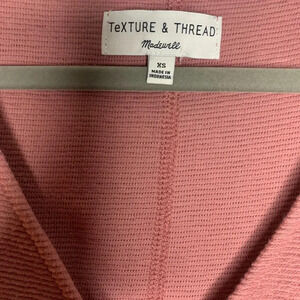 TeXTURE & THREAD
Madewell
XS
MADE IN
INDONESIA